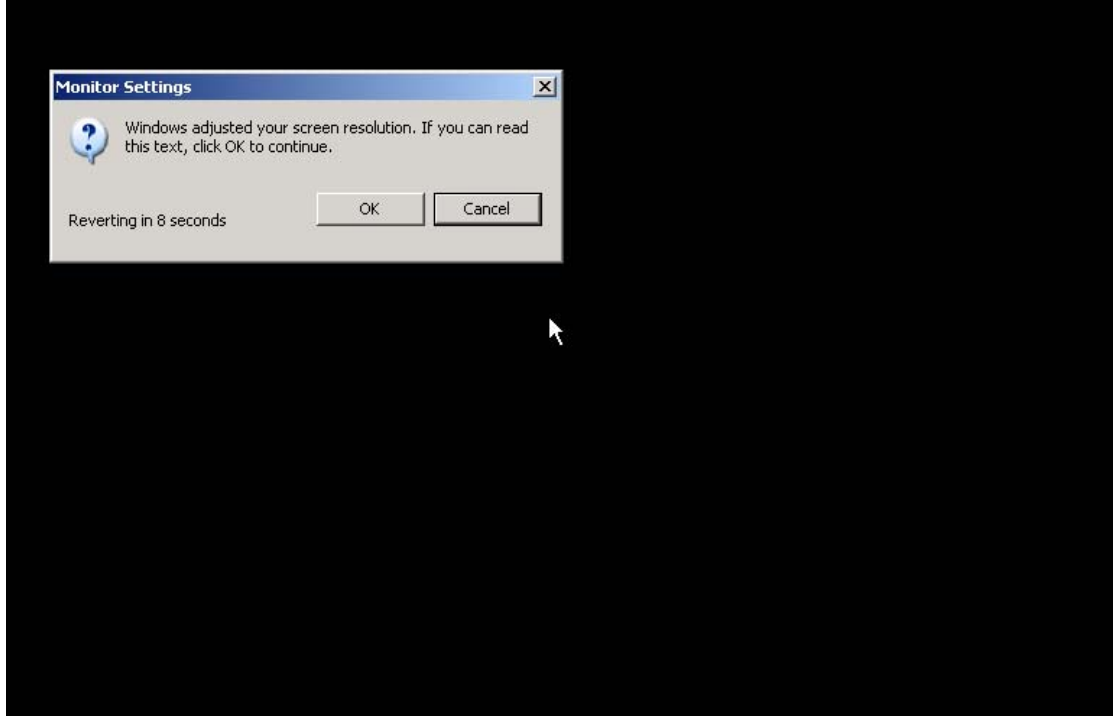 Monitor Settings
Windows adjusted your screen resolution. If you can read
this text, click OK to continue.
OK
Cancel
Reverting in 8 seconds